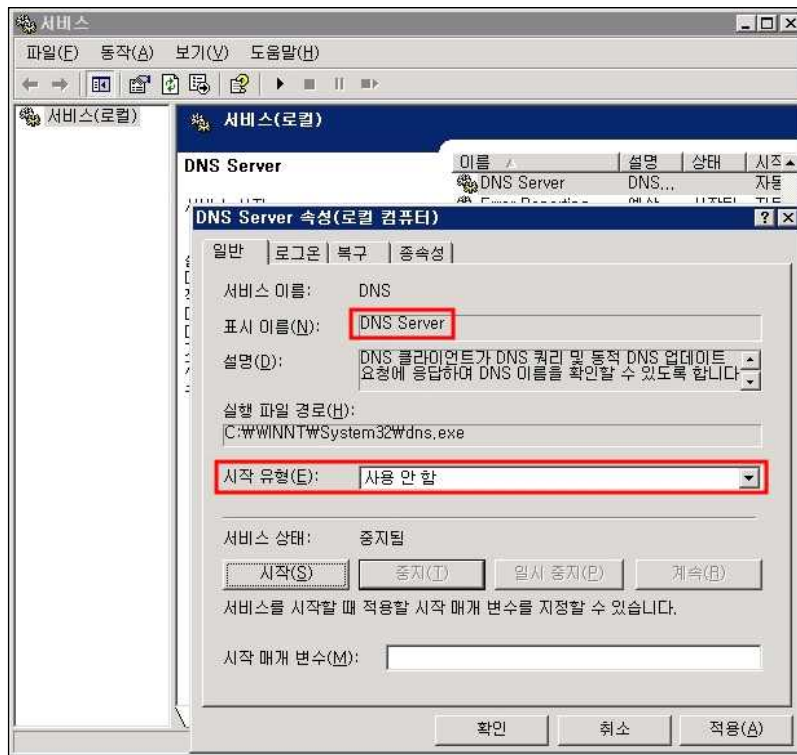 서비스
파일(F) 동작(A) 보기(V) 도움말(H)
서비스(로컬)
서비스(로컬)
DNS Server
이름 설명 상태 시작
DNS Server DNS... 자동
DNS Server 속성(로컬 컴퓨터)
일반 로그온 복구 종속성
서비스 이름: DNS
표시 이름(N): DNS Server
설명(D): DNS 클라이언트가 DNS 쿼리 및 동적 DNS 업데이트
요청에 응답하여 DNS 이름을 확인할 수 있도록 합니다
실행 파일 경로(H):
C:₩WINNT₩System32₩dns.exe
시작 유형(E): 사용 안 함
서비스 상태: 중지됨
시작(S) 중지(T) 일시 중지(P) 계속(R)
서비스를 시작할 때 적용할 시작 매개 변수를 지정할 수 있습니다.
시작 매개 변수(M):
확인 취소 적용(A)